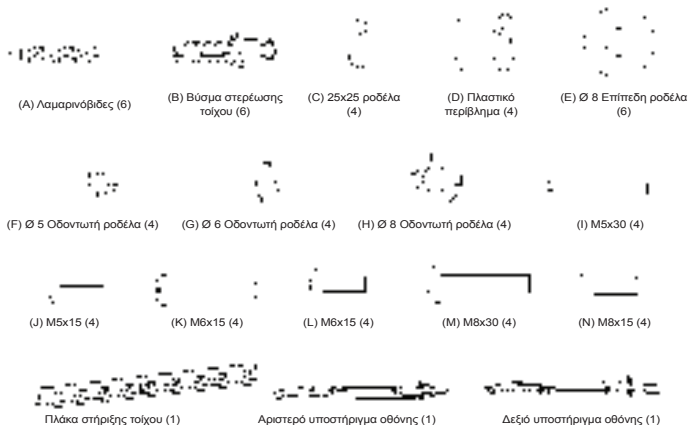 (A) Λαμαρινόβιδες (6)
(B) Βύσμα στερέωσης
τοίχου (6)
(C) 25x25 ροδέλα
(4)
(D) Πλαστικό
περίβλημα (4)
(E) Ø 8 Επίπεδη ροδέλα
(6)
(F) Ø 5 Οδοντωτή ροδέλα (4)
(G) Ø 6 Οδοντωτή ροδέλα (4)
(H) Ø 8 Οδοντωτή ροδέλα (4)
(I) M5x30 (4)
(J) M5x15 (4)
(K) M6x15 (4)
(L) M6x15 (4)
(M) M8x30 (4)
(N) M8x15 (4)
Πλάκα στήριξης τοίχου (1)
Αριστερό υποστήριγμα οθόνης (1)
Δεξιό υποστήριγμα οθόνης (1)